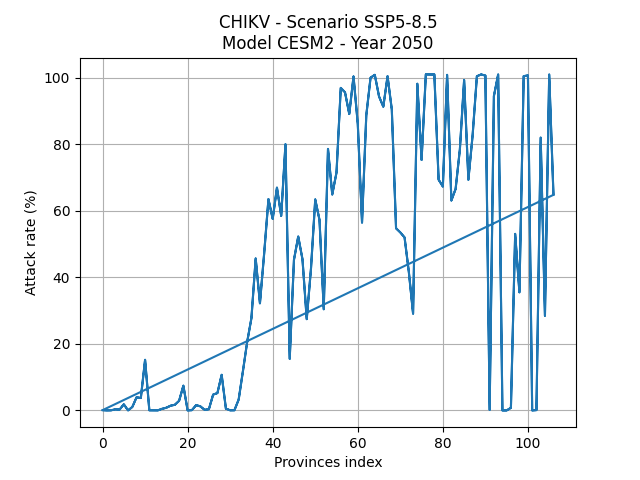 CHIKV - Scenario SSP5-8.5
Model CESM2 - Year 2050
Attack rate (%)
100
80
60
40
20
0
0 20 40 60 80 100
Provinces index